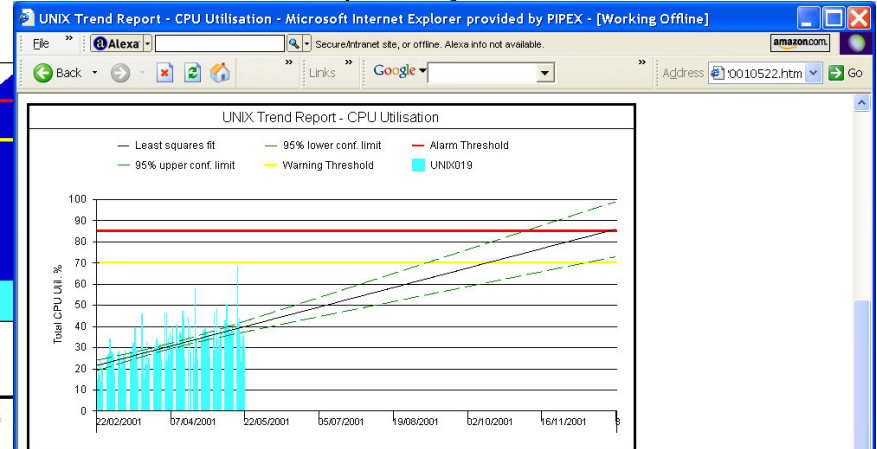 UNIX Trend Report - CPU Utilisation - Microsoft Internet Explorer provided by PIPEX - [Working Offline]
File » Alexa Secure/Intranet site, or offline. Alexa info not available. amazon.com.
Back » Links » Google » Address 0010522.htm Go
UNIX Trend Report - CPU Utilisation
Least squares fit 95% lower conf. limit Alarm Threshold
95% upper conf. limit Warning Threshold UNIX019
Total CPU Util. %
100
90
80
70
60
50
40
30
20
10
0
22/02/2001 07/04/2001 22/05/2001 05/07/2001 19/08/2001 02/10/2001 16/11/2001